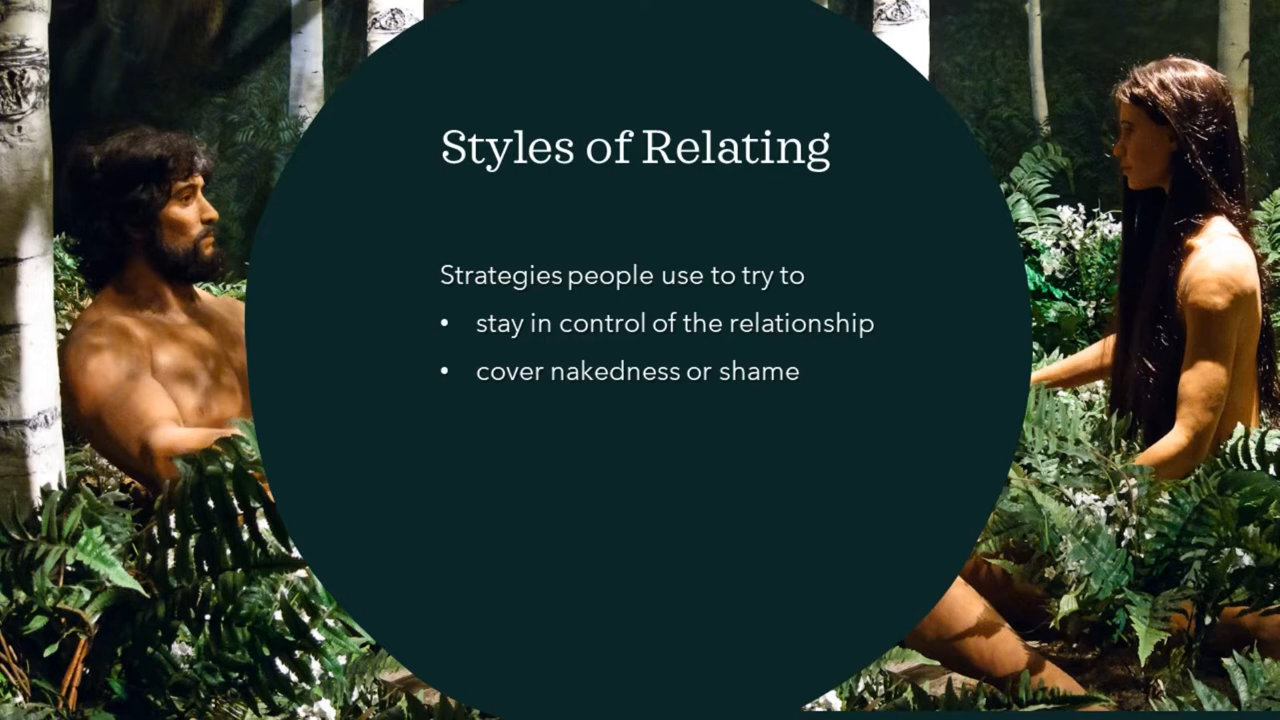 Styles of Relating
Strategies people use to try to
• stay in control of the relationship
• cover nakedness or shame